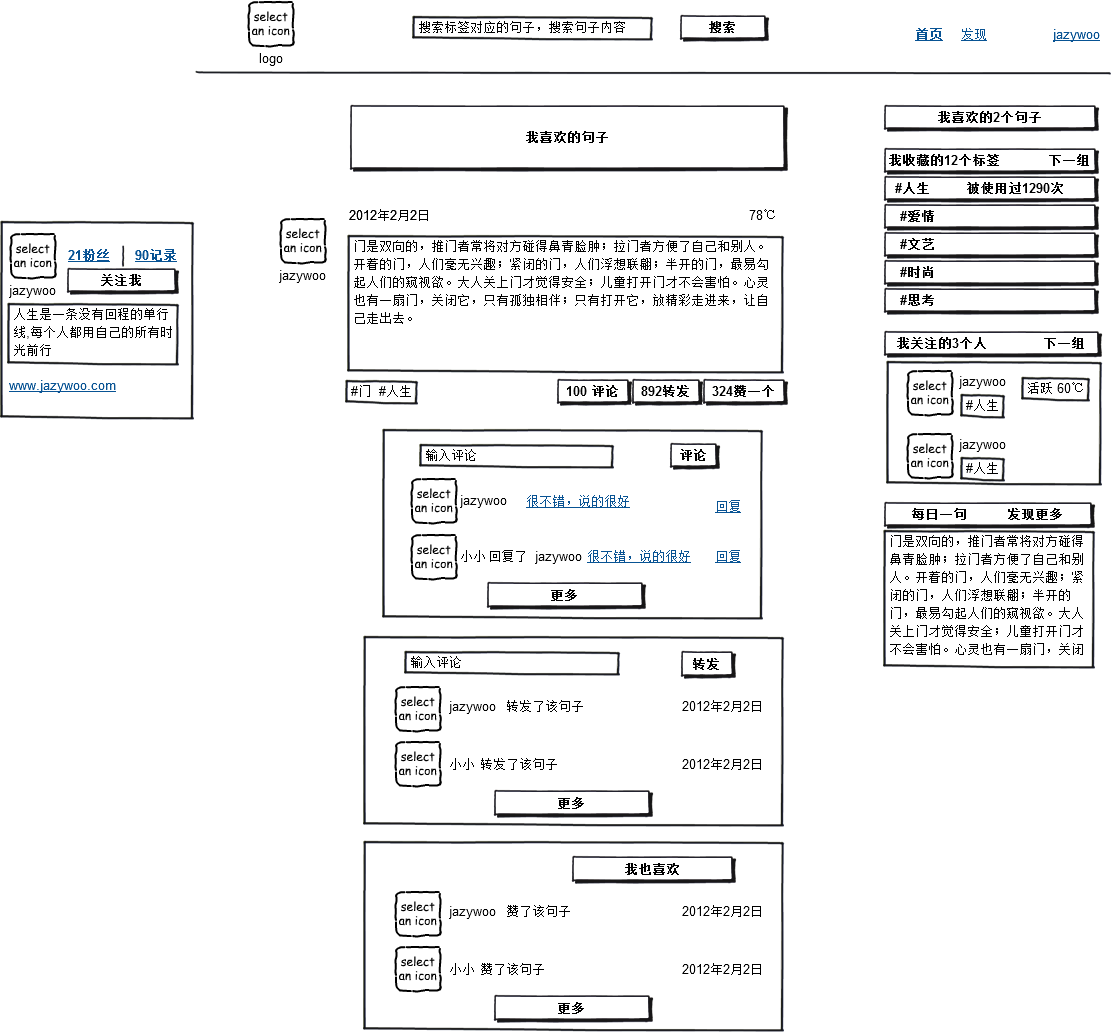 select
an icon
logo
搜索标签对应的句子，搜索句子内容
搜索
首页 发现 jazywoo
select
an icon
jazywoo
21粉丝 | 90记录
关注我
人生是一条没有回程的单行
线,每个人都用自己的所有时
光前行
www.jazywoo.com
我喜欢的句子
select
an icon
jazywoo
2012年2月2日 78℃
门是双向的，推门者常将对方碰得鼻青脸肿；拉门者方便了自己和别人。
开着的门，人们毫无兴趣；紧闭的门，人们浮想联翩；半开的门，最易勾
起人们的窥视欲。大人关上门才觉得安全；儿童打开门才不会害怕。心灵
也有一扇门，关闭它，只有孤独相伴；只有打开它，放精彩走进来，让自
己走出去。
#门 #人生
100 评论 892转发 324赞一个
输入评论 评论
select
an icon
jazywoo 很不错，说的很好 回复
select
an icon
小小 回复了 jazywoo 很不错，说的很好 回复
更多
输入评论 转发
select
an icon
jazywoo 转发了该句子 2012年2月2日
select
an icon
小小 转发了该句子 2012年2月2日
更多
我也喜欢
select
an icon
jazywoo 赞了该句子 2012年2月2日
select
an icon
小小 赞了该句子 2012年2月2日
更多
我喜欢的2个句子
我收藏的12个标签 下一组
#人生 被使用过1290次
#爱情
#文艺
#时尚
#思考
我关注的3个人 下一组
select
an icon
jazywoo
#人生
活跃 60℃
select
an icon
jazywoo
#人生
每日一句 发现更多
门是双向的，推门者常将对方碰得
鼻青脸肿；拉门者方便了自己和别
人。开着的门，人们毫无兴趣；紧
闭的门，人们浮想联翩；半开的
门，最易勾起人们的窥视欲。大人
关上门才觉得安全；儿童打开门才
不会害怕。心灵也有一扇门，关闭